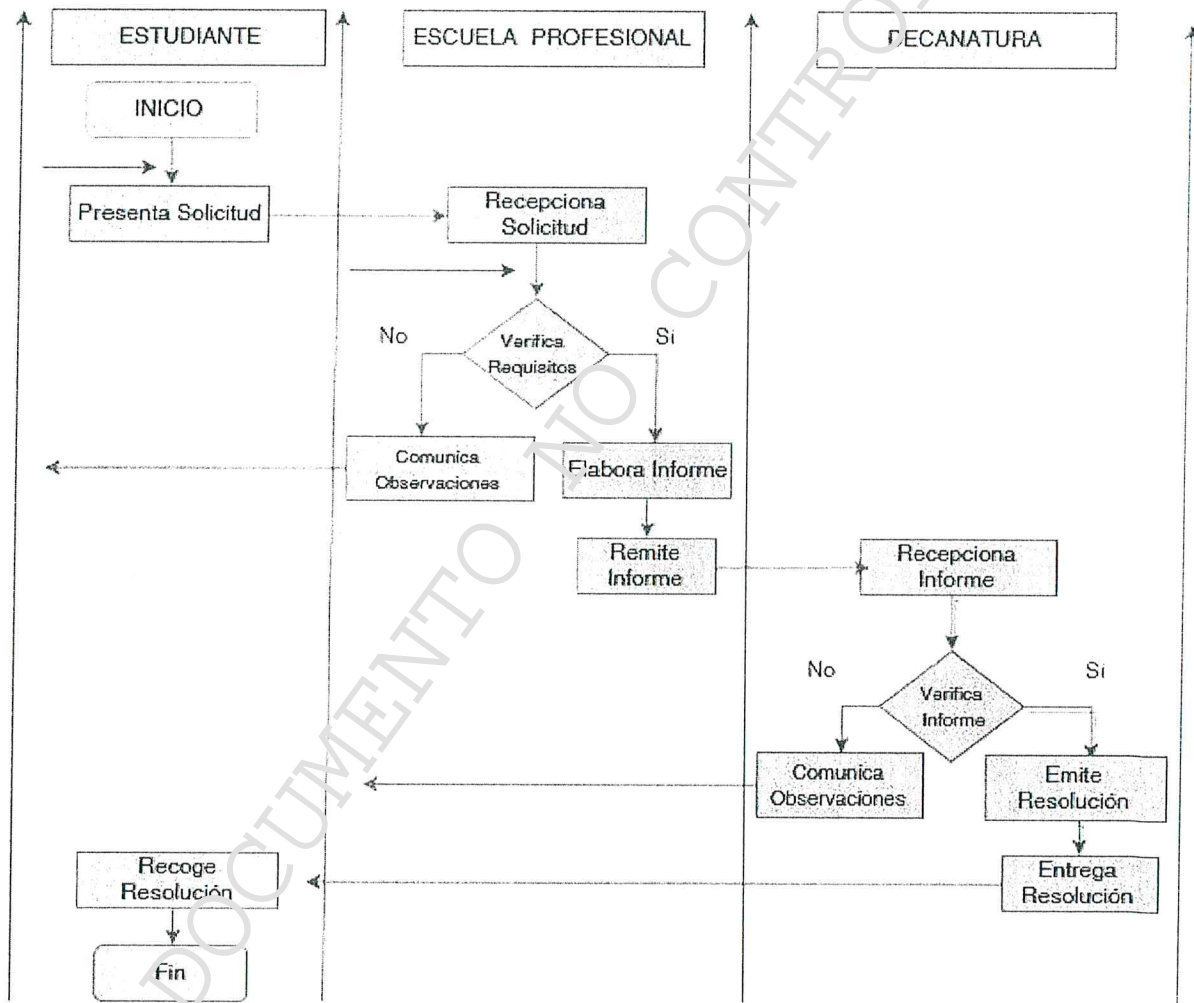 ESTUDIANTE
ESCUELA PROFESIONAL
DECANATURA
INICIO
Presenta Solicitud
Recepciona
Solicitud
No
Verifica
Requisitos
Si
Comunica
Observaciones
Elabora Informe
Remite
Informe
Recepciona
Informe
No
Verifica
Informe
Si
Comunica
Observaciones
Emite
Resolución
Entrega
Resolución
Recoge
Resolución
Fin
DOCUMENTO NO CONTRO